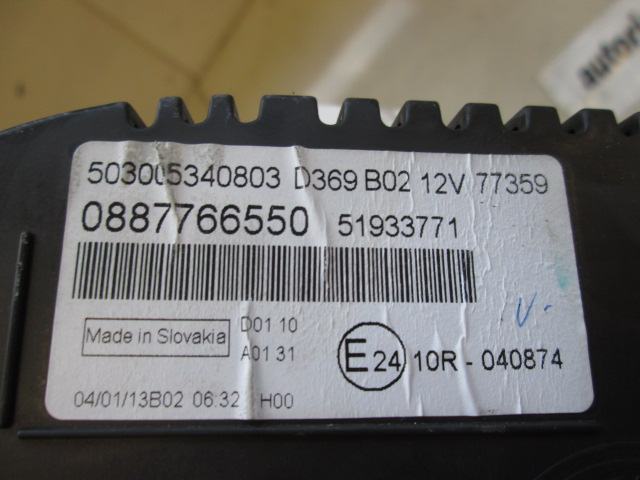 503005340803 D369 B02 12V 77359
0887766550 51933771
Made in Slovakia
D01 10
A01 31
E24 10R - 040874
04/01/13B02 06:32 H00
V-